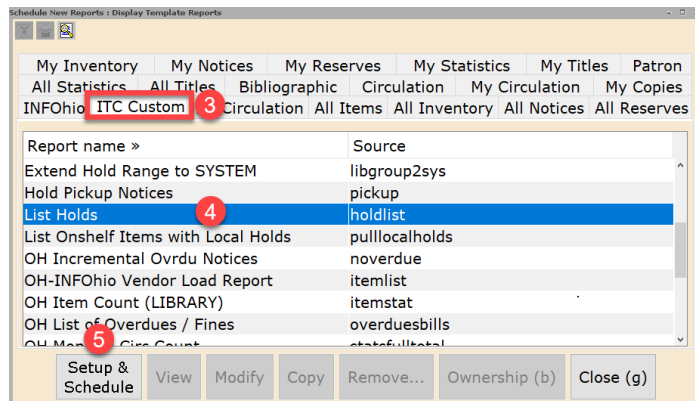 Schedule New Reports : Display Template Reports
My Inventory My Notices My Reserves My Statistics My Titles Patron
All Statistics All Titles Bibliographic Circulation My Circulation My Copies
INFOhio ITC Custom 3 Circulation All Items All Inventory All Notices All Reserves
Report name » Source
Extend Hold Range to SYSTEM libgroup2sys
Hold Pickup Notices pickup
List Holds 4 holdlist
List Onshelf Items with Local Holds pulllocalholds
OH Incremental Ovrdu Notices noverdue
OH-INFOhio Vendor Load Report itemlist
OH Item Count (LIBRARY) itemstat
OH List of Overdues / Fines overduesbills
5 Circ Count statsfulltotal
Setup & Schedule View Modify Copy Remove... Ownership (b) Close (g)